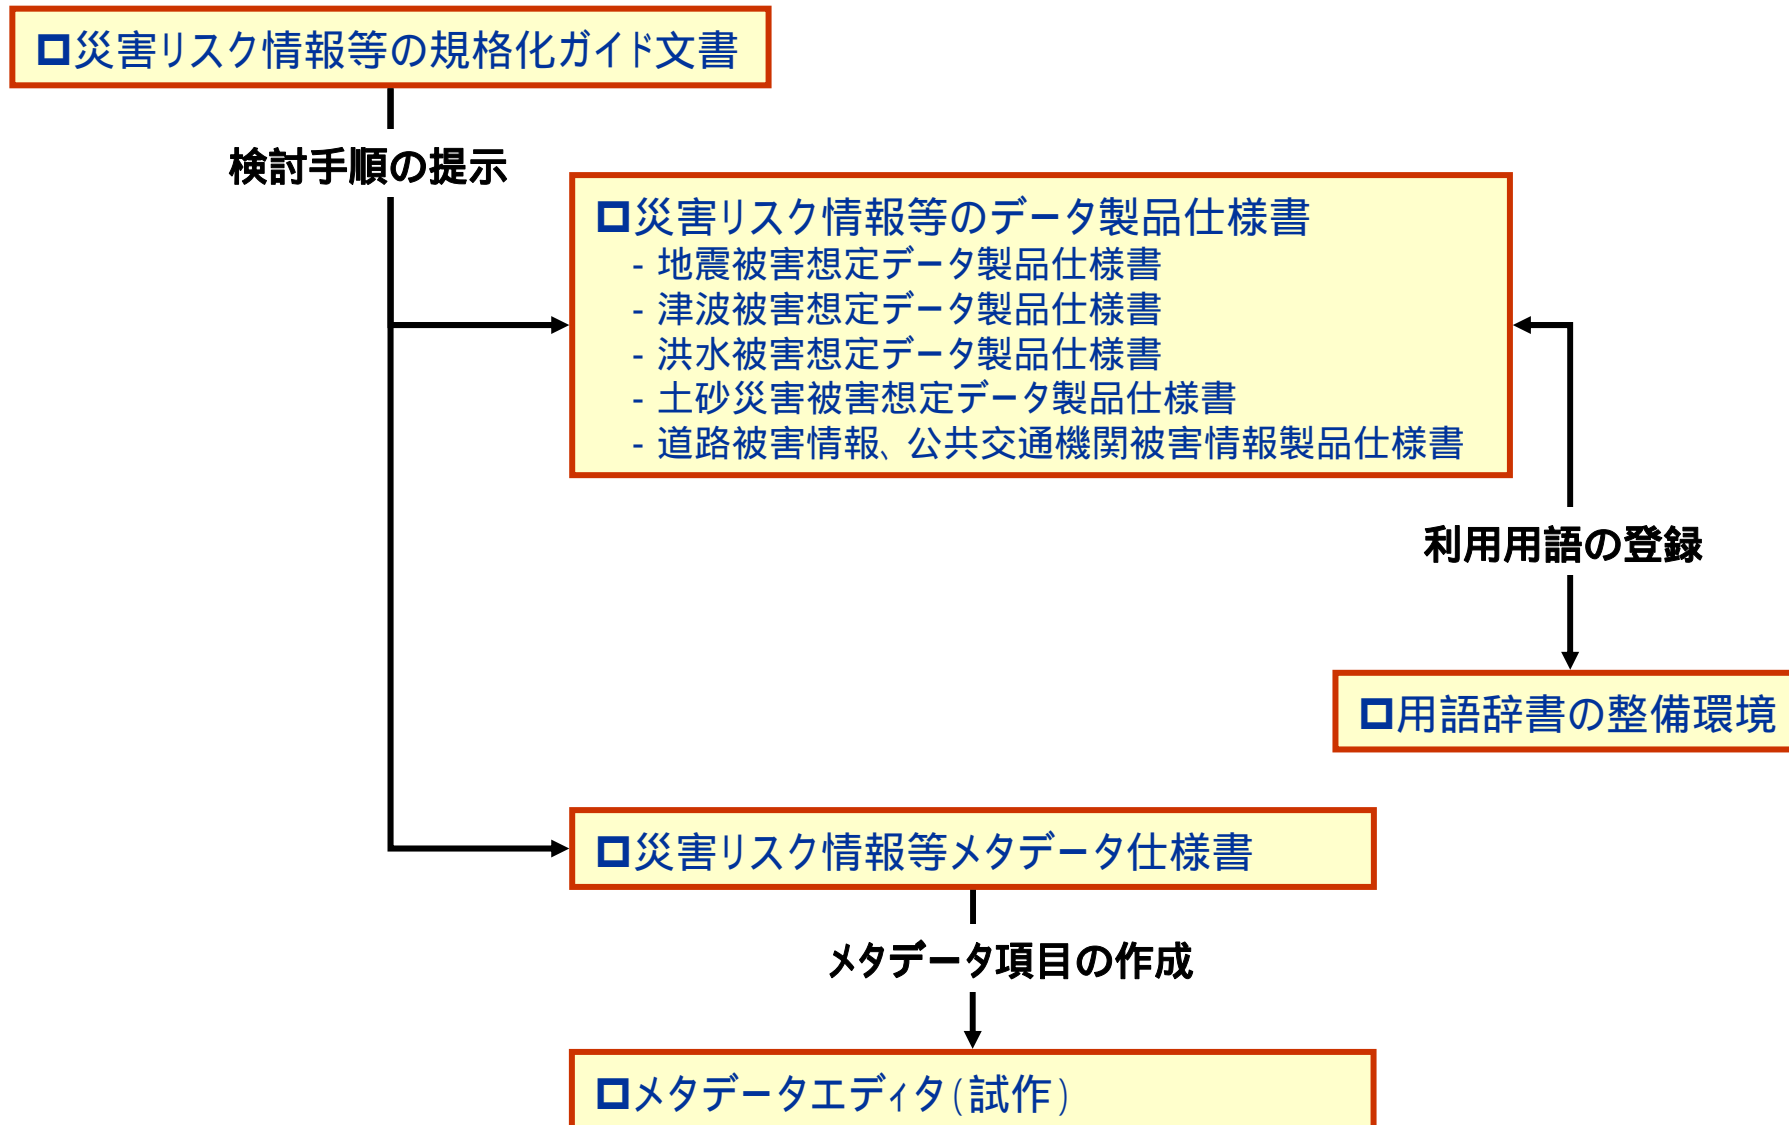 □災害リスク情報等の規格化ガイド文書
検討手順の提示
□災害リスク情報等のデータ製品仕様書
- 地震被害想定データ製品仕様書
- 津波被害想定データ製品仕様書
- 洪水被害想定データ製品仕様書
- 土砂災害被害想定データ製品仕様書
- 道路被害情報、公共交通機関被害情報製品仕様書
利用用語の登録
□用語辞書の整備環境
□災害リスク情報等メタデータ仕様書
メタデータ項目の作成
□メタデータエディタ(試作)